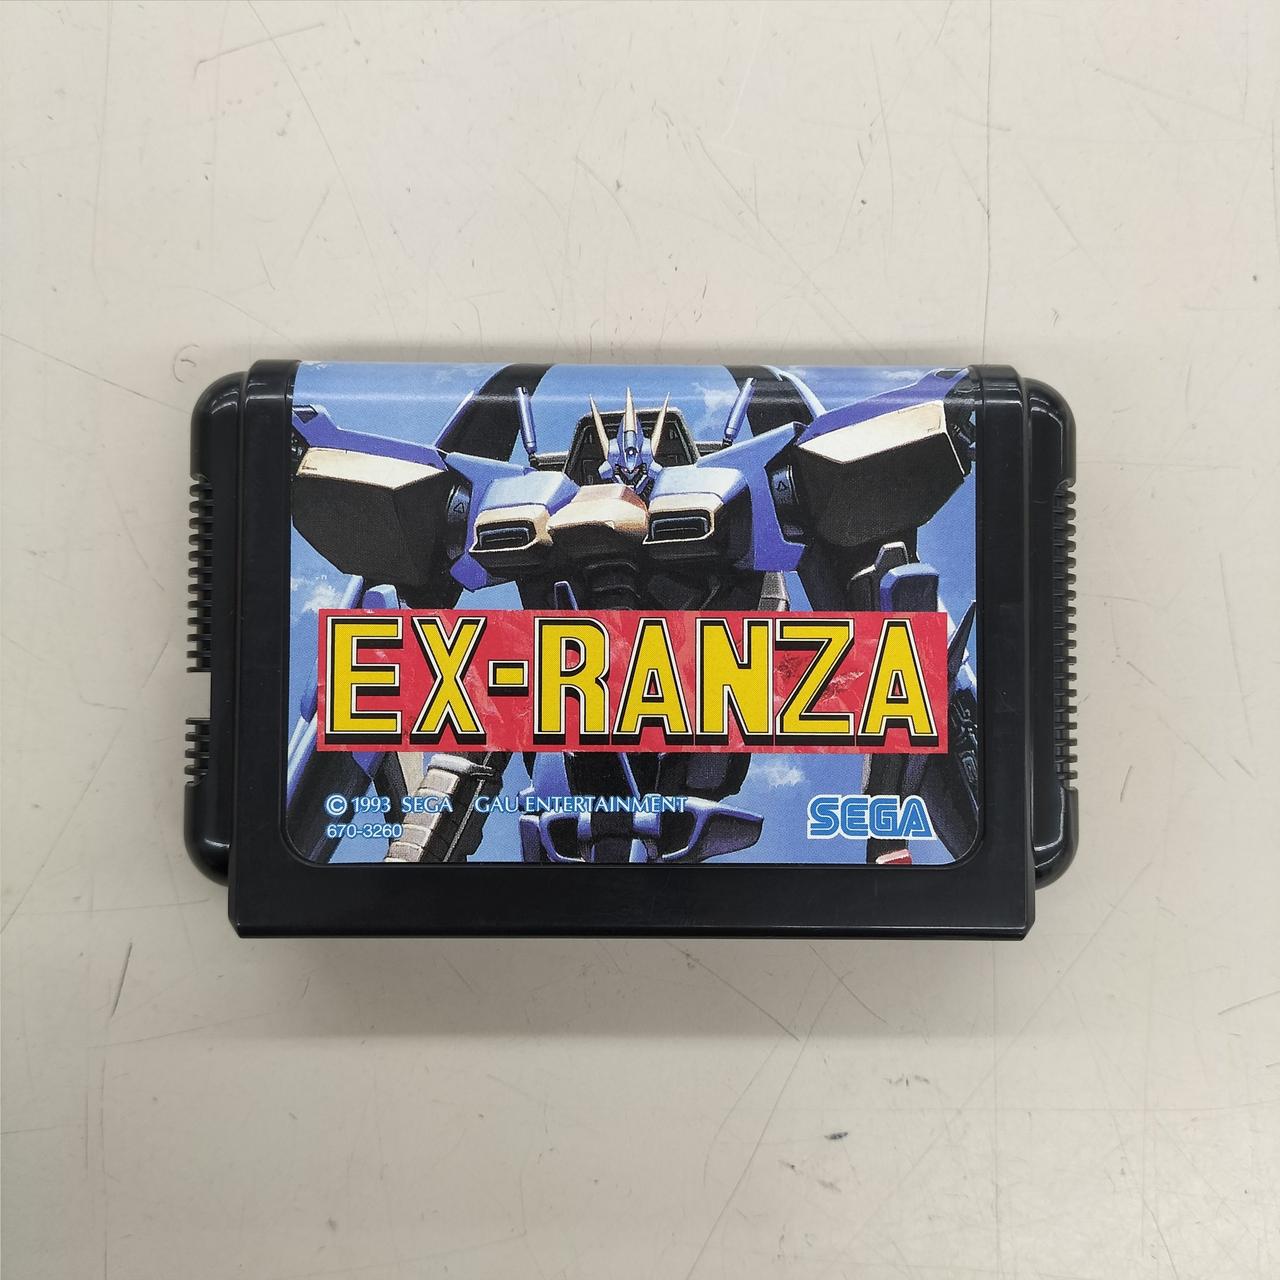 EX-RANZA
© 1993 SEGA GAU ENTERTAINMENT
670-3260
SEGA